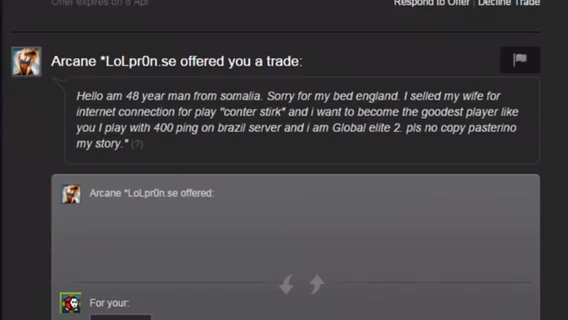 Offer expires on 8 Apr
Respond to Offer | Decline Trade
Arcane *LoLpr0n.se offered you a trade:
Hello am 48 year man from somalia. Sorry for my bed england. I selled my wife for
internet connection for play "conter stirk" and i want to become the goodest player like
you I play with 400 ping on brazil server and i am Global elite 2. pls no copy pasterino
my story." (?)
Arcane *LoLpr0n.se offered:
For your: